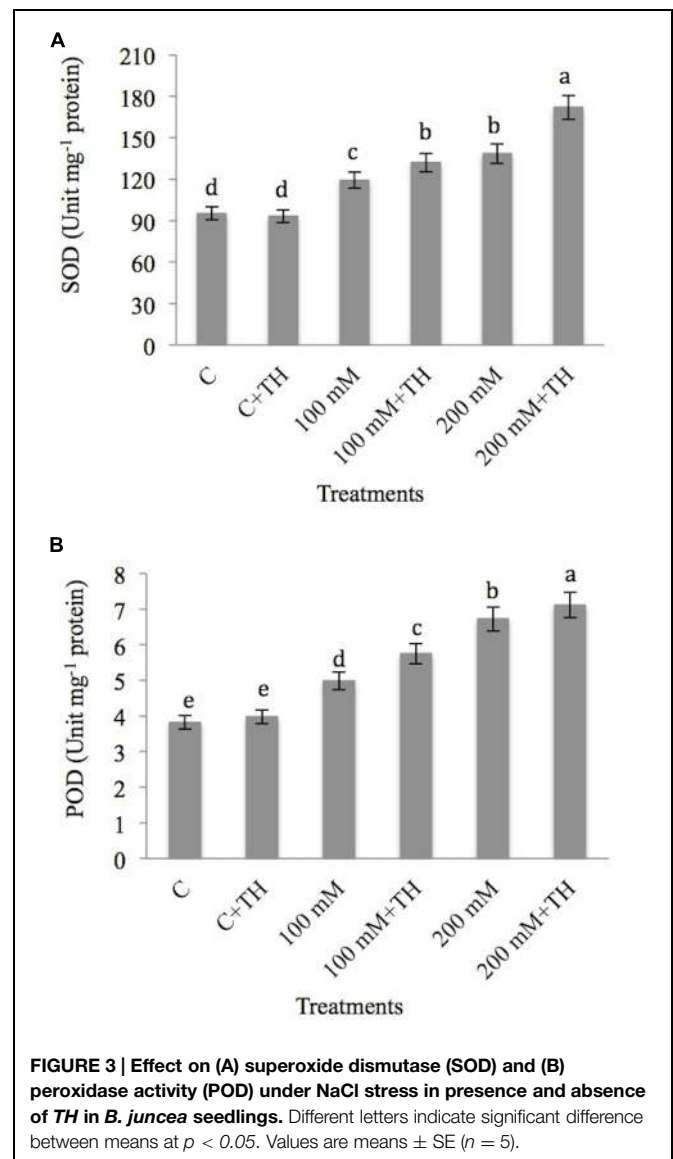 A
SOD (Unit mg⁻¹ protein)
210
180
150
120
90
60
30
0
d
d
c
b
b
a
C
C+TH
100 mM
100 mM+TH
200 mM
200 mM+TH
Treatments
B
POD (Unit mg⁻¹ protein)
8
7
6
5
4
3
2
1
0
e
e
d
c
b
a
C
C+TH
100 mM
100 mM+TH
200 mM
200 mM+TH
Treatments
FIGURE 3 | Effect on (A) superoxide dismutase (SOD) and (B)
peroxidase activity (POD) under NaCl stress in presence and absence
of TH in B. juncea seedlings. Different letters indicate significant difference
between means at p < 0.05. Values are means ± SE (n = 5).